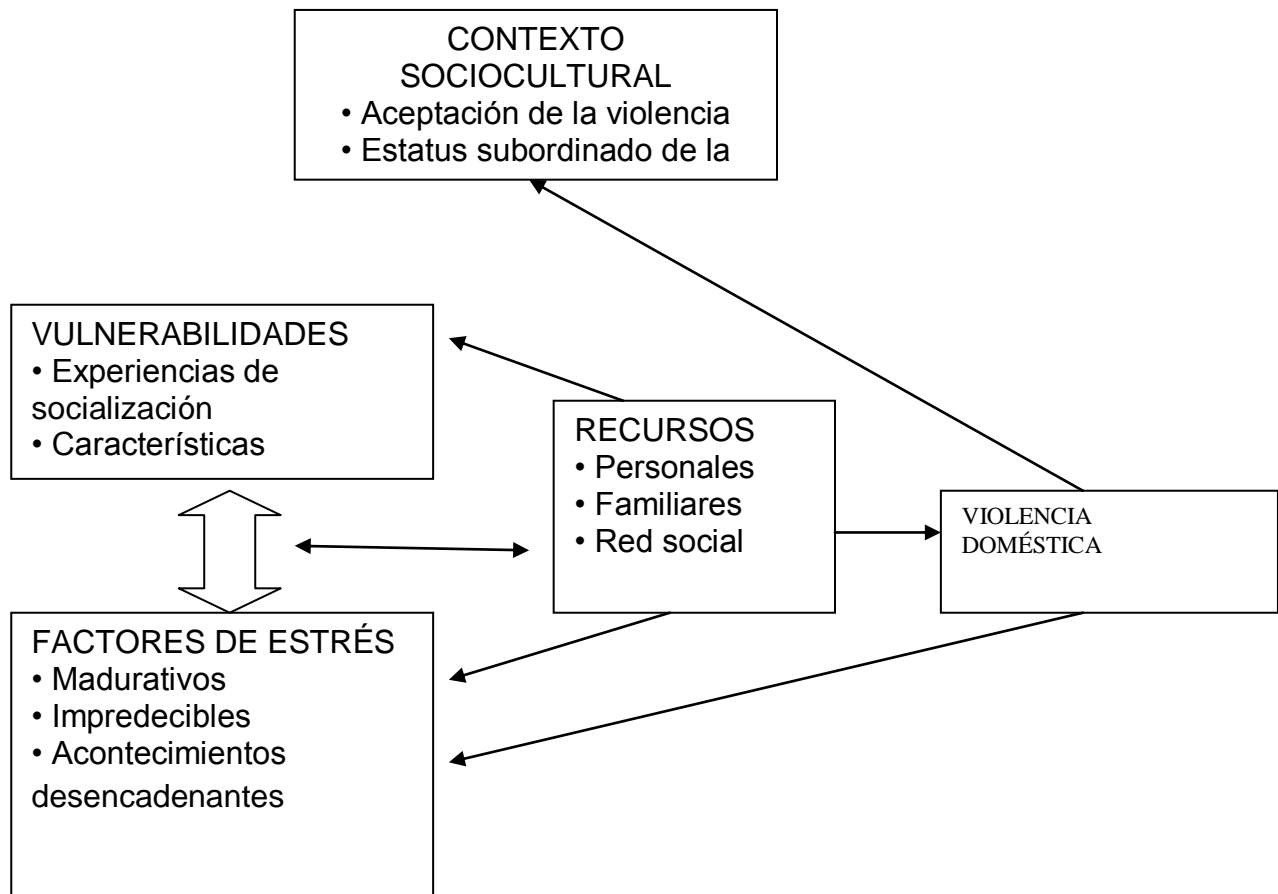 CONTEXTO
SOCIOCULTURAL
• Aceptación de la violencia
• Estatus subordinado de la
VULNERABILIDADES
• Experiencias de
socialización
• Características
RECURSOS
• Personales
• Familiares
• Red social
VIOLENCIA
DOMÉSTICA
FACTORES DE ESTRÉS
• Madurativos
• Impredecibles
• Acontecimientos
desencadenantes